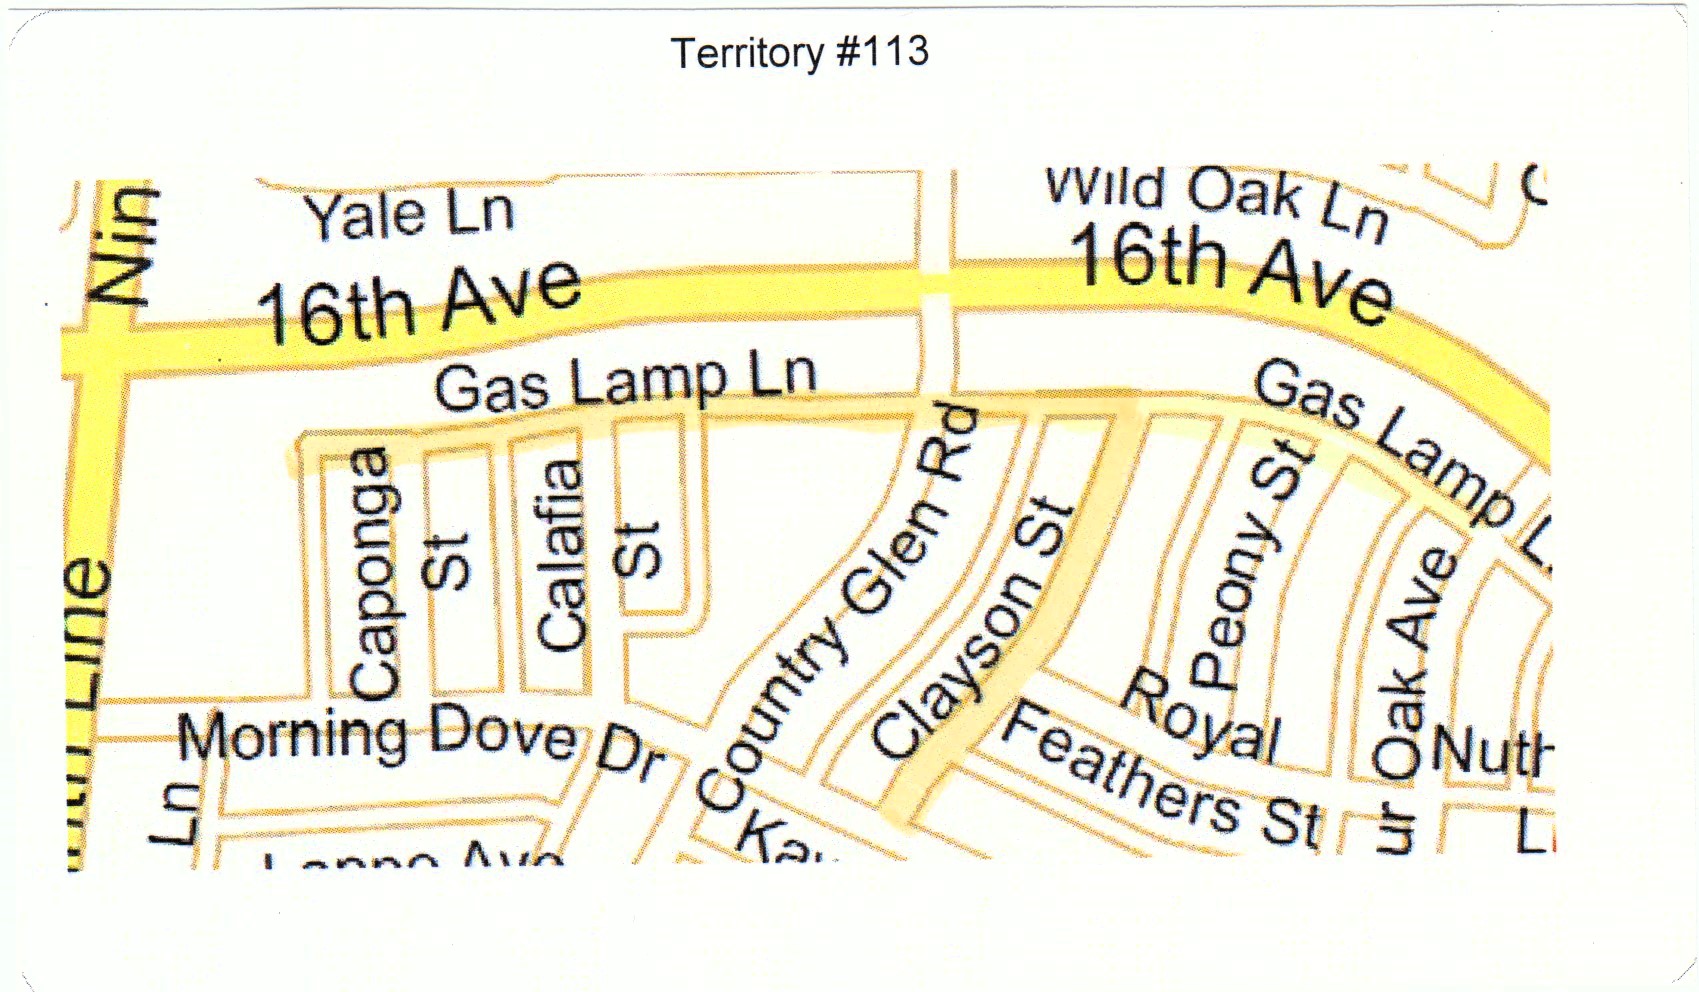 Territory #113
Nin
Yale Ln
Wild Oak Ln
16th Ave
16th Ave
Gas Lamp Ln
Gas Lamp L
Caponga
St
Calafia
St
Country Glen Rd
Clayson St
Peony St
Oak Ave
Line
Morning Dove Dr
Royal
Feathers St
Ln
ur